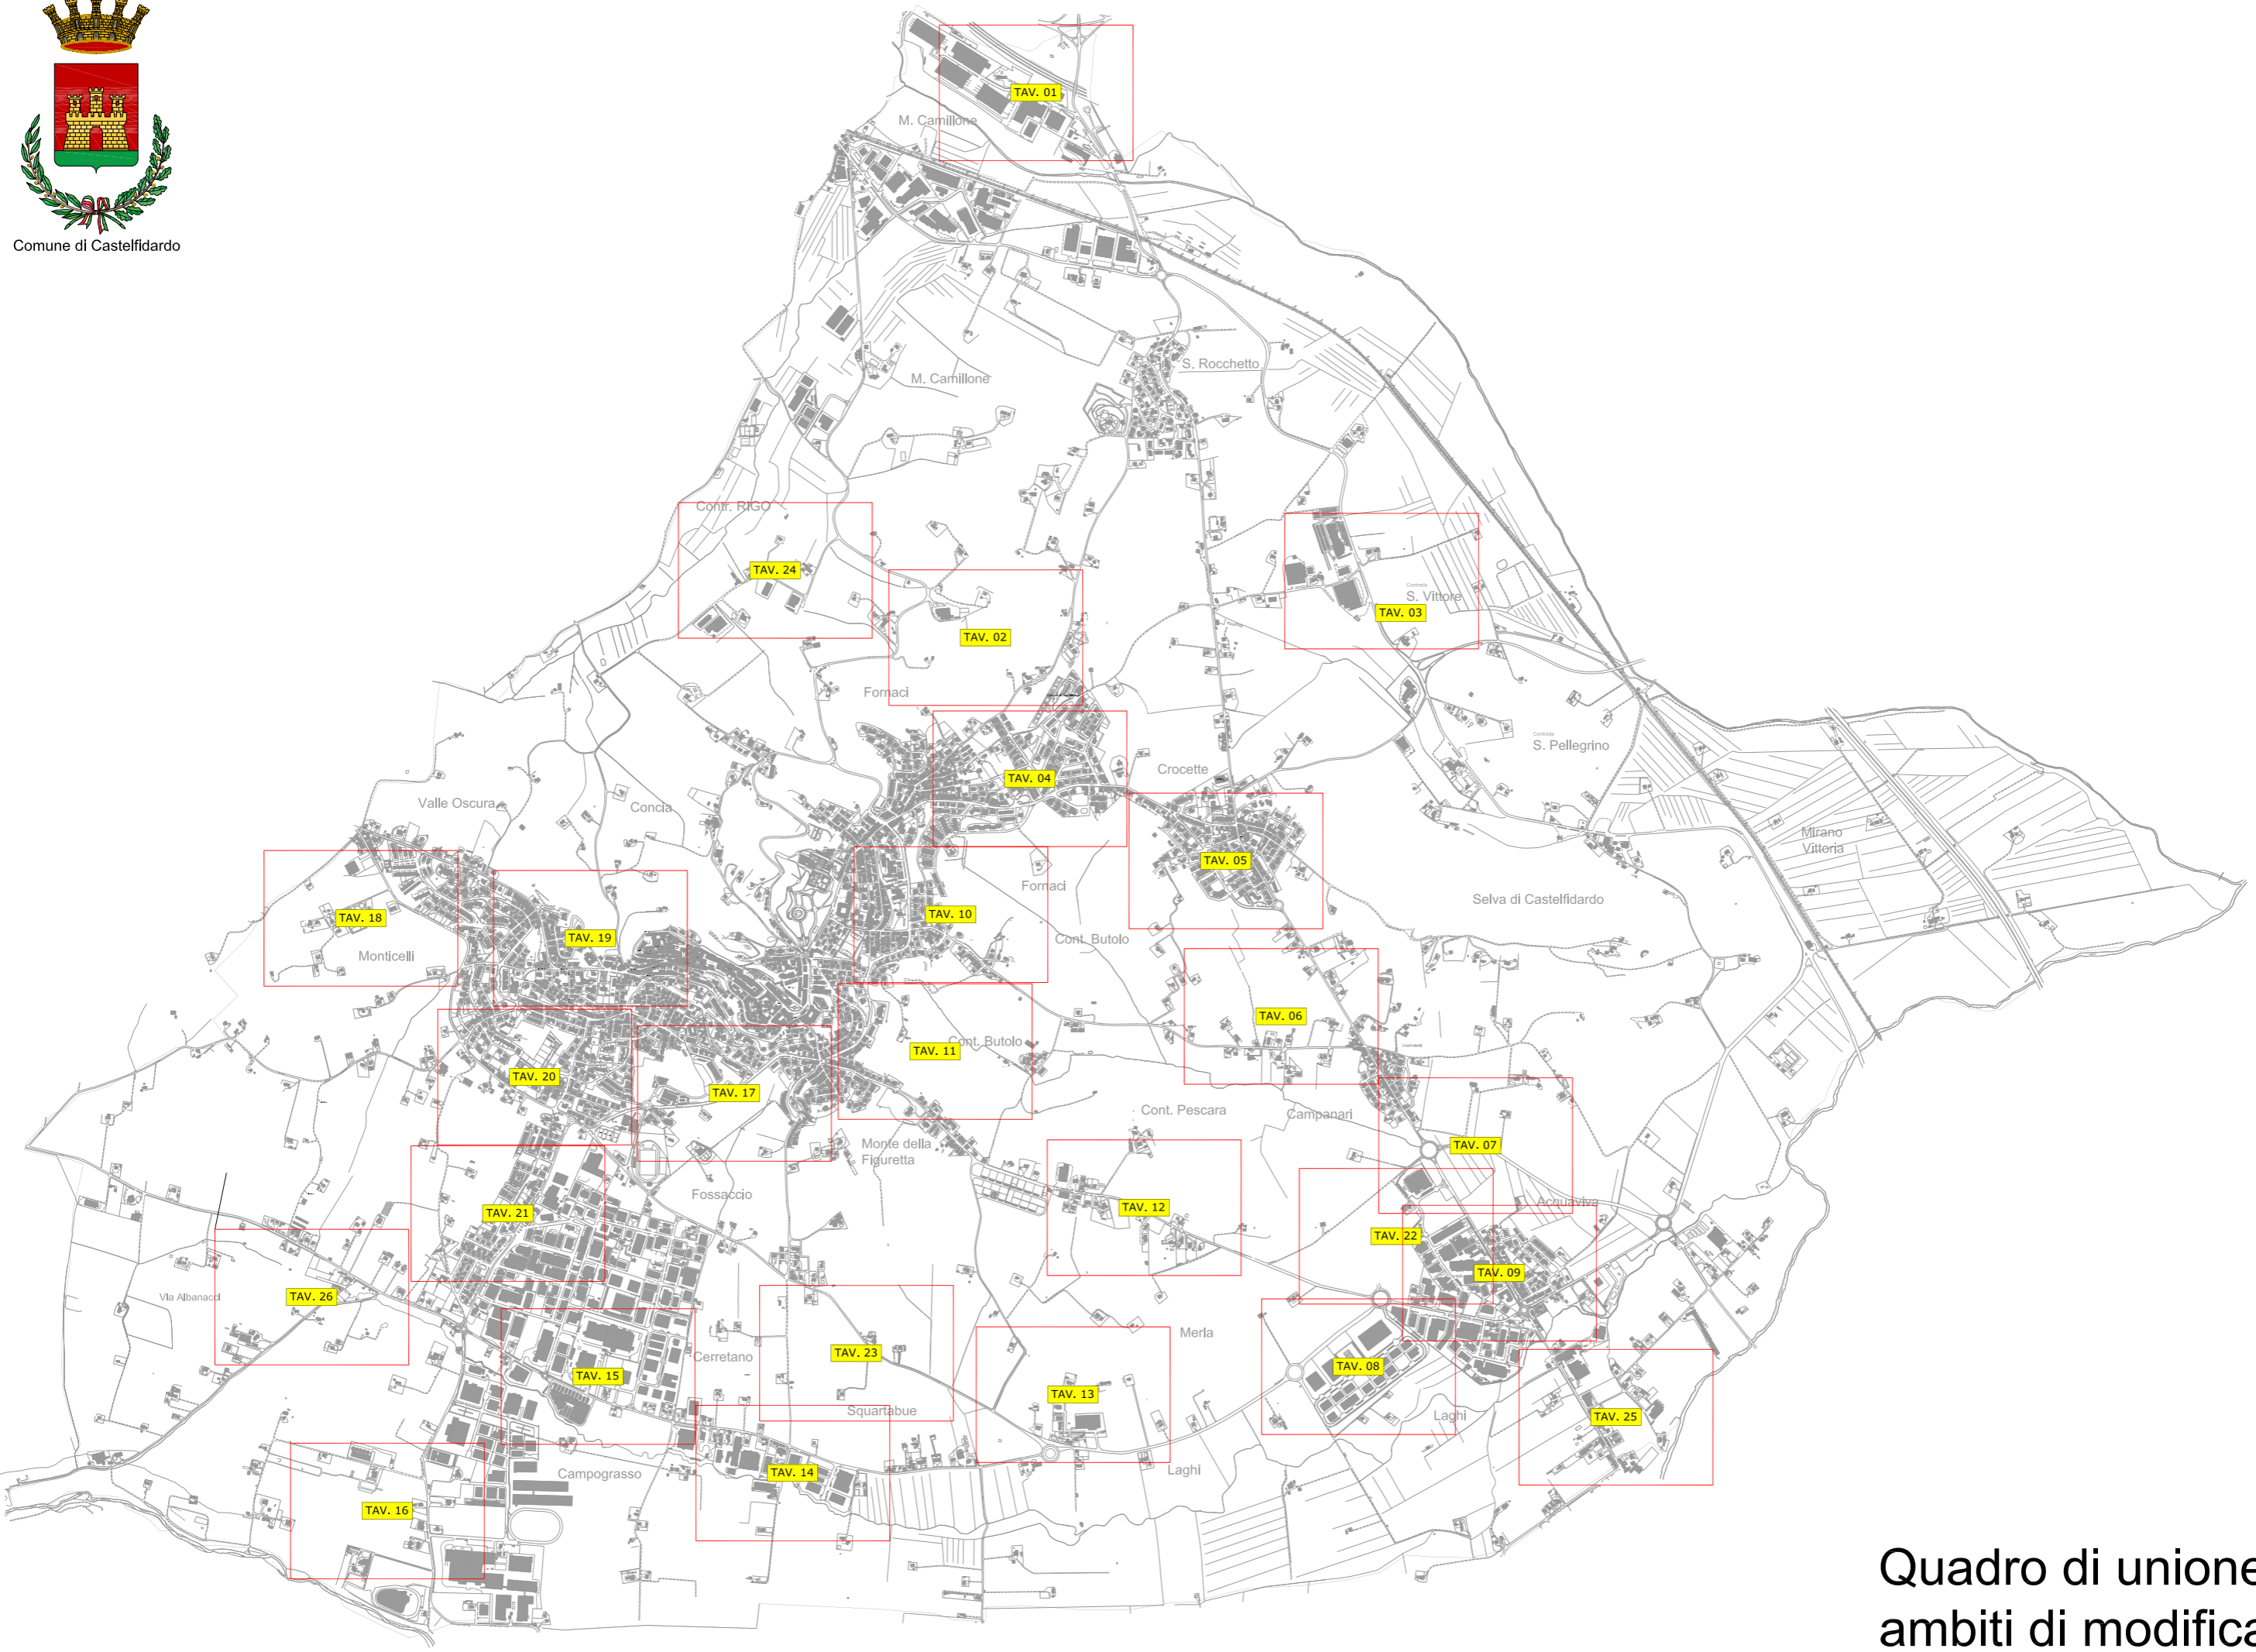 Comune di Castelfidardo
TAV. 01
M. Camillone
S. Rocchetto
M. Camillone
Contr. RIGO
TAV. 24
Contrada
S. Vittore
TAV. 03
TAV. 02
Fornaci
Contrada
S. Pellegrino
Crocette
TAV. 04
Valle Oscura
Concia
Mirano
Vittoria
TAV. 05
Fornaci
Selva di Castelfidardo
TAV. 18
TAV. 10
TAV. 19
Cont. Butolo
Monticelli
TAV. 06
Cont. Butolo
TAV. 11
TAV. 20
TAV. 17
Cont. Pescara
Campanari
Monte della
Figuretta
TAV. 07
Fossaccio
Acquaviva
TAV. 12
TAV. 21
TAV. 22
TAV. 09
Via Albanacci
TAV. 26
Merla
TAV. 23
Cerretano
TAV. 08
TAV. 15
TAV. 13
Squartabue
Laghi
TAV. 25
Campograsso
TAV. 14
Laghi
TAV. 16
Quadro di unione
ambiti di modifica